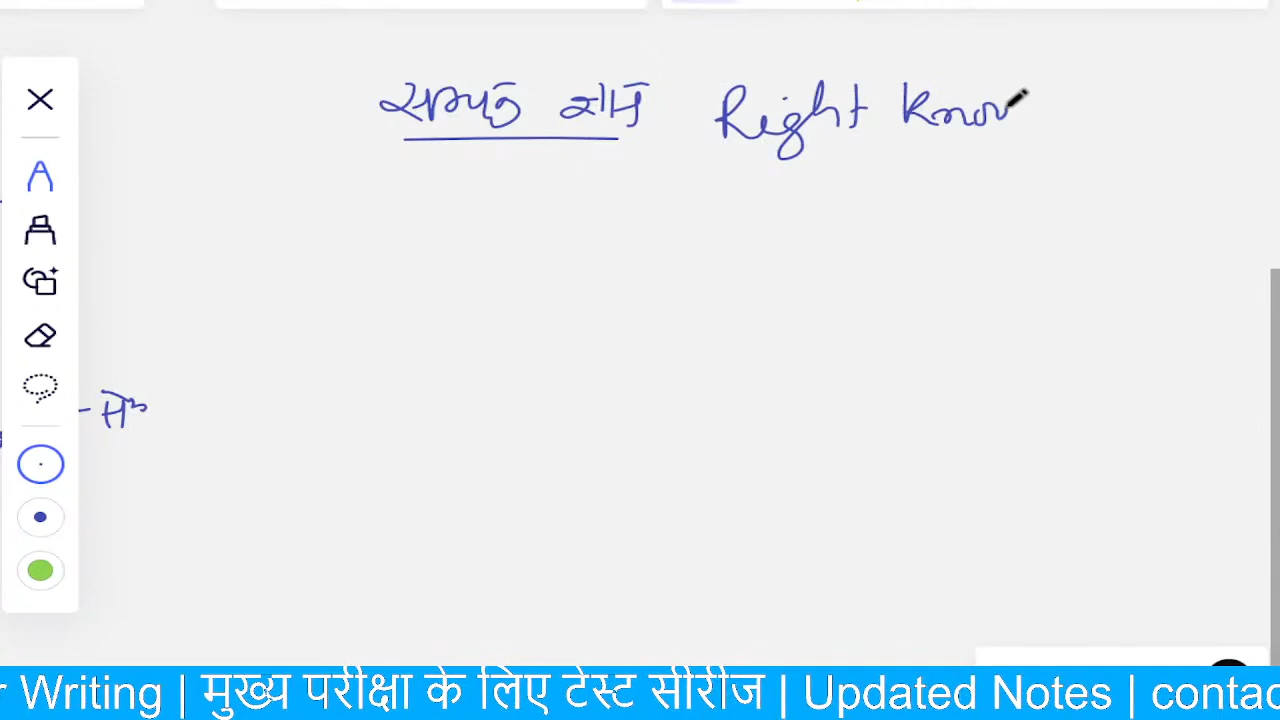 सम्यक् ज्ञान Right Know
r Writing | मुख्य परीक्षा के लिए टेस्ट सीरीज | Updated Notes | contac